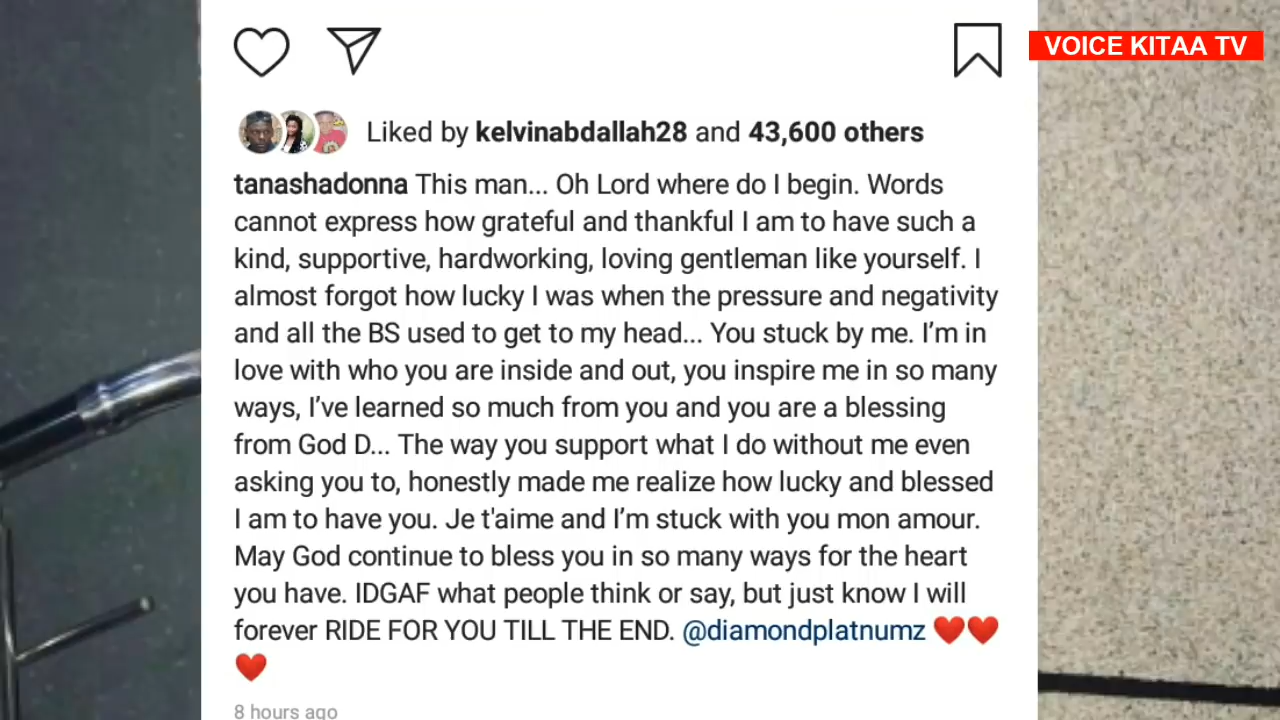 VOICE KITAA TV
Liked by kelvinabdallah28 and 43,600 others
tanashadonna This man... Oh Lord where do I begin. Words
cannot express how grateful and thankful I am to have such a
kind, supportive, hardworking, loving gentleman like yourself. I
almost forgot how lucky I was when the pressure and negativity
and all the BS used to get to my head... You stuck by me. I’m in
love with who you are inside and out, you inspire me in so many
ways, I’ve learned so much from you and you are a blessing
from God D... The way you support what I do without me even
asking you to, honestly made me realize how lucky and blessed
I am to have you. Je t'aime and I’m stuck with you mon amour.
May God continue to bless you in so many ways for the heart
you have. IDGAF what people think or say, but just know I will
forever RIDE FOR YOU TILL THE END. @diamondplatnumz ❤️❤️
❤️
8 hours ago